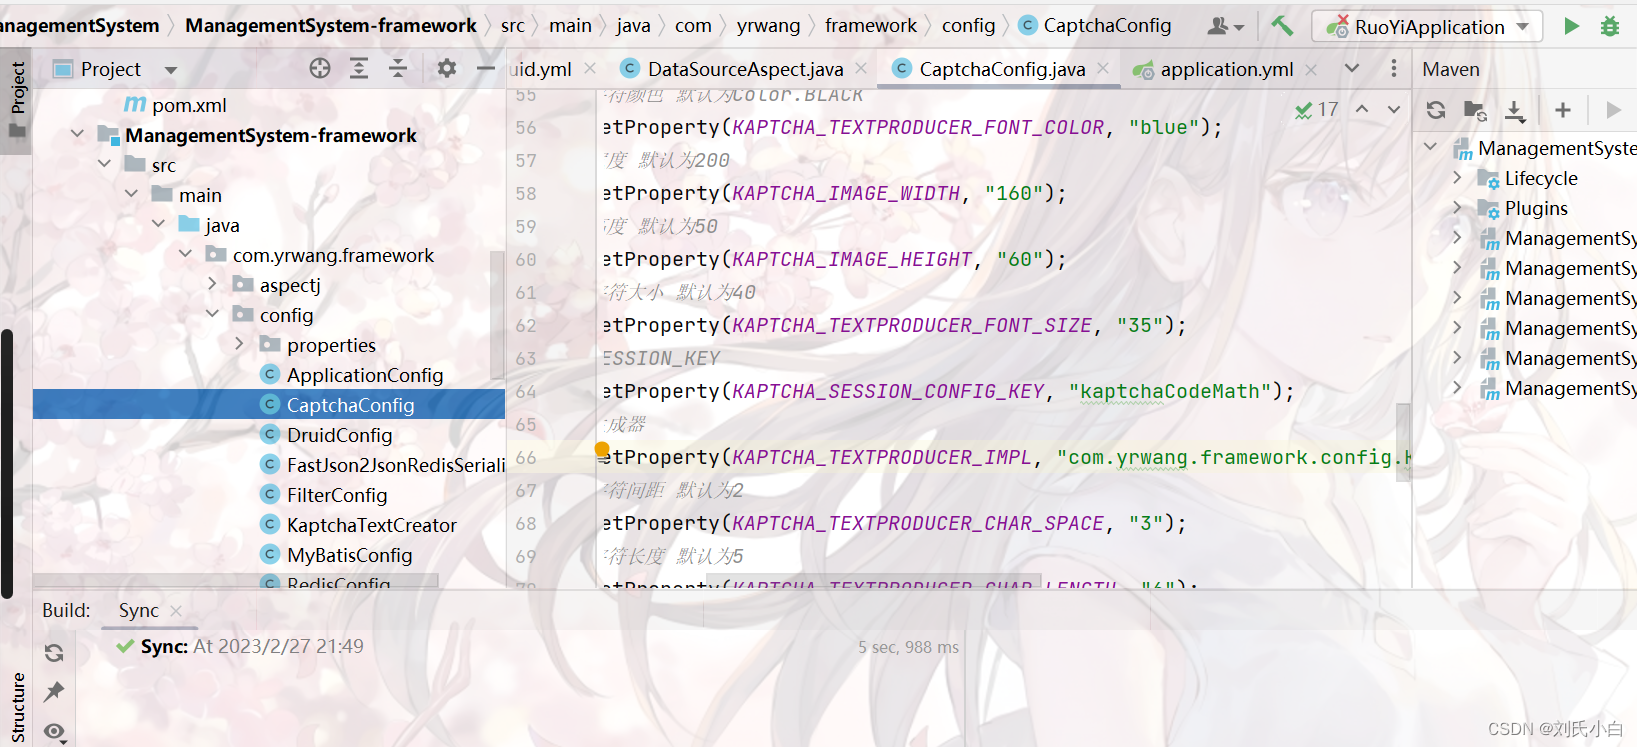 anagementSystem
ManagementSystem-framework
src
main
java
com
yrwang
framework
config
CaptchaConfig
RuoYiApplication
Project
Project
uid.yml
DataSourceAspect.java
CaptchaConfig.java
application.yml
Maven
pom.xml
ManagementSystem-framework
src
main
java
com.yrwang.framework
aspectj
config
properties
ApplicationConfig
CaptchaConfig
DruidConfig
FastJson2JsonRedisSeriali
FilterConfig
KaptchaTextCreator
MyBatisConfig
RedisConfig
17
55 符颜色 默认为Color.BLACK
56 etProperty(KAPTCHA_TEXTPRODUCER_FONT_COLOR, "blue");
57 度 默认为200
58 etProperty(KAPTCHA_IMAGE_WIDTH, "160");
59 度 默认为50
60 etProperty(KAPTCHA_IMAGE_HEIGHT, "60");
61 符大小 默认为40
62 etProperty(KAPTCHA_TEXTPRODUCER_FONT_SIZE, "35");
63 ESSION_KEY
64 etProperty(KAPTCHA_SESSION_CONFIG_KEY, "kaptchaCodeMath");
65 成器
66 etProperty(KAPTCHA_TEXTPRODUCER_IMPL, "com.yrwang.framework.config.K
67 符间距 默认为2
68 etProperty(KAPTCHA_TEXTPRODUCER_CHAR_SPACE, "3");
69 符长度 默认为5
70 etProperty(KAPTCHA_TEXTPRODUCER_CHAR_LENGTH, "6");
ManagementSyste
Lifecycle
Plugins
ManagementSy
ManagementSy
ManagementSy
ManagementSy
ManagementSy
ManagementSy
Build:
Sync
Sync: At 2023/2/27 21:49
5 sec, 988 ms
Structure
CSDN @刘氏小白